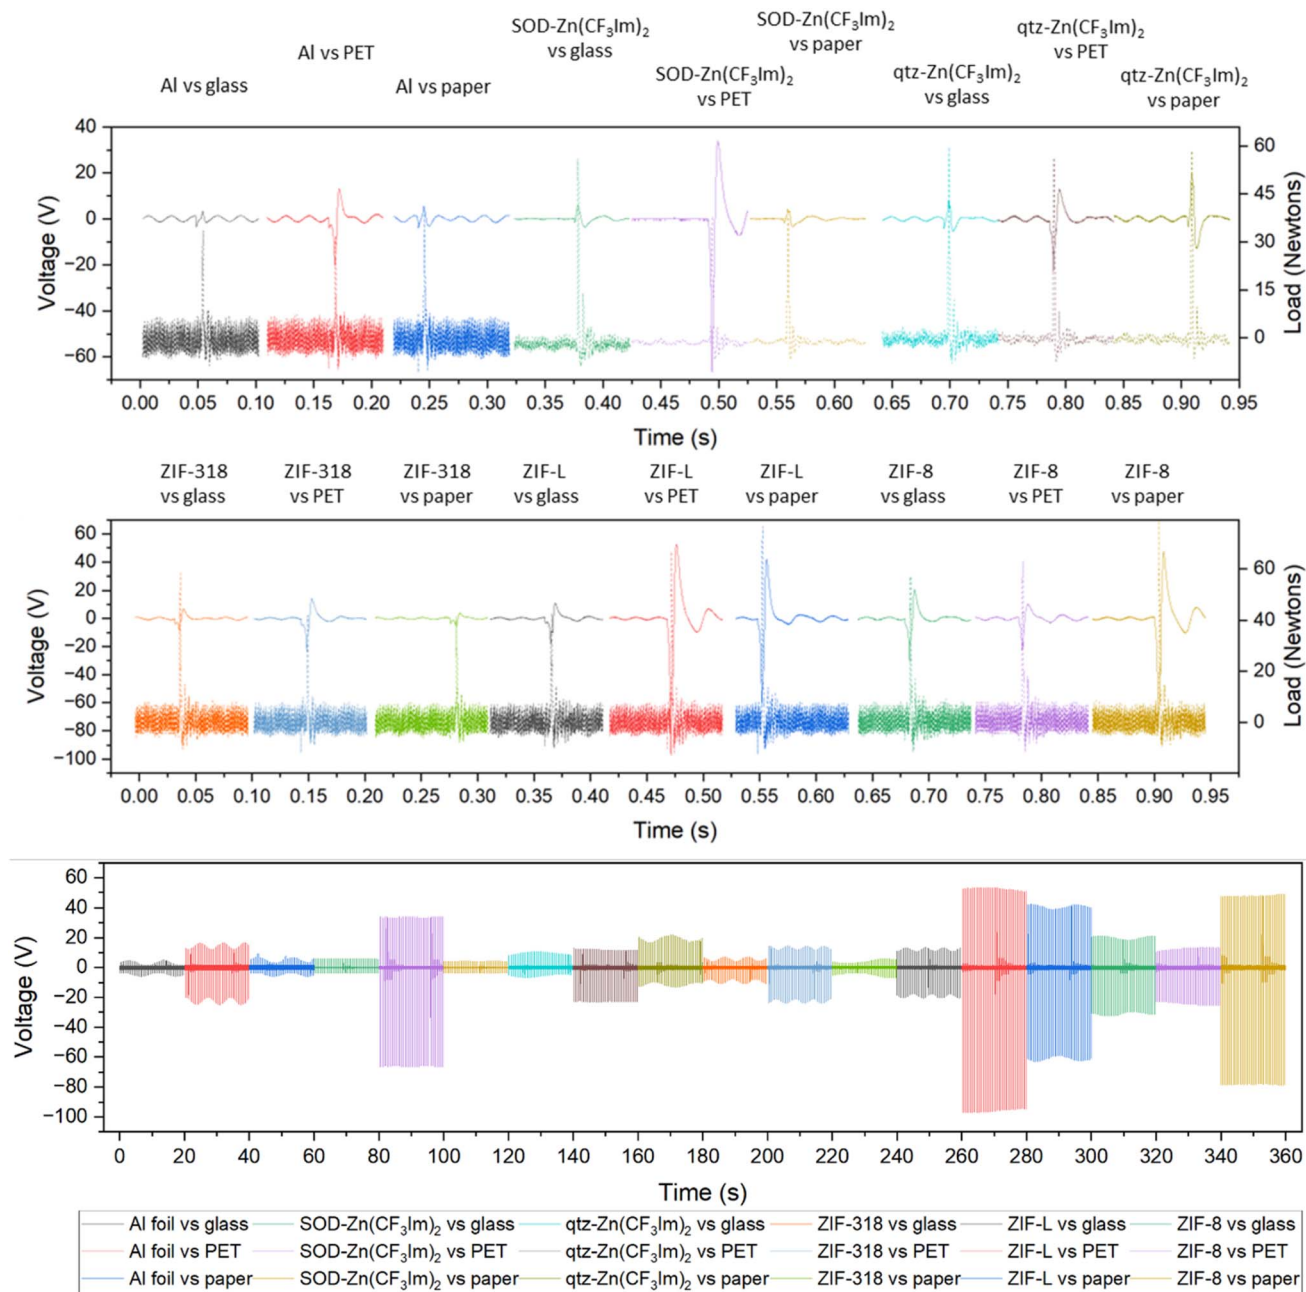 SOD-Zn(CF₃Im)₂
vs glass
SOD-Zn(CF₃Im)₂
vs paper
qtz-Zn(CF₃Im)₂
vs PET
Al vs PET
Al vs glass
Al vs paper
SOD-Zn(CF₃Im)₂
vs PET
qtz-Zn(CF₃Im)₂
vs glass
qtz-Zn(CF₃Im)₂
vs paper
Voltage (V)
40
20
0
−20
−40
−60
Load (Newtons)
60
45
30
15
0
0.00 0.05 0.10 0.15 0.20 0.25 0.30 0.35 0.40 0.45 0.50 0.55 0.60 0.65 0.70 0.75 0.80 0.85 0.90 0.95
Time (s)
ZIF-318
vs glass
ZIF-318
vs PET
ZIF-318
vs paper
ZIF-L
vs glass
ZIF-L
vs PET
ZIF-L
vs paper
ZIF-8
vs glass
ZIF-8
vs PET
ZIF-8
vs paper
Voltage (V)
60
40
20
0
−20
−40
−60
−80
−100
Load (Newtons)
60
40
20
0
0.00 0.05 0.10 0.15 0.20 0.25 0.30 0.35 0.40 0.45 0.50 0.55 0.60 0.65 0.70 0.75 0.80 0.85 0.90 0.95
Time (s)
Voltage (V)
60
40
20
0
−20
−40
−60
−80
−100
0 20 40 60 80 100 120 140 160 180 200 220 240 260 280 300 320 340 360
Time (s)
Al foil vs glass SOD-Zn(CF₃Im)₂ vs glass qtz-Zn(CF₃Im)₂ vs glass ZIF-318 vs glass ZIF-L vs glass ZIF-8 vs glass
Al foil vs PET SOD-Zn(CF₃Im)₂ vs PET qtz-Zn(CF₃Im)₂ vs PET ZIF-318 vs PET ZIF-L vs PET ZIF-8 vs PET
Al foil vs paper SOD-Zn(CF₃Im)₂ vs paper qtz-Zn(CF₃Im)₂ vs paper ZIF-318 vs paper ZIF-L vs paper ZIF-8 vs paper